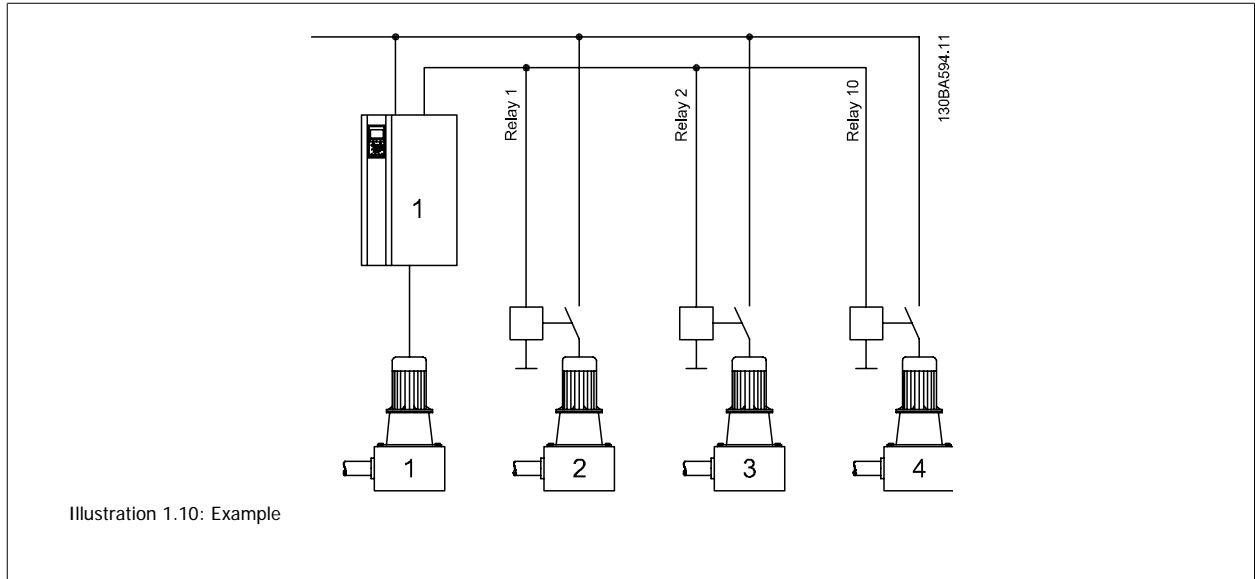 130BA594.11
Relay 1
Relay 2
Relay 10
1
1
2
3
4
Illustration 1.10: Example